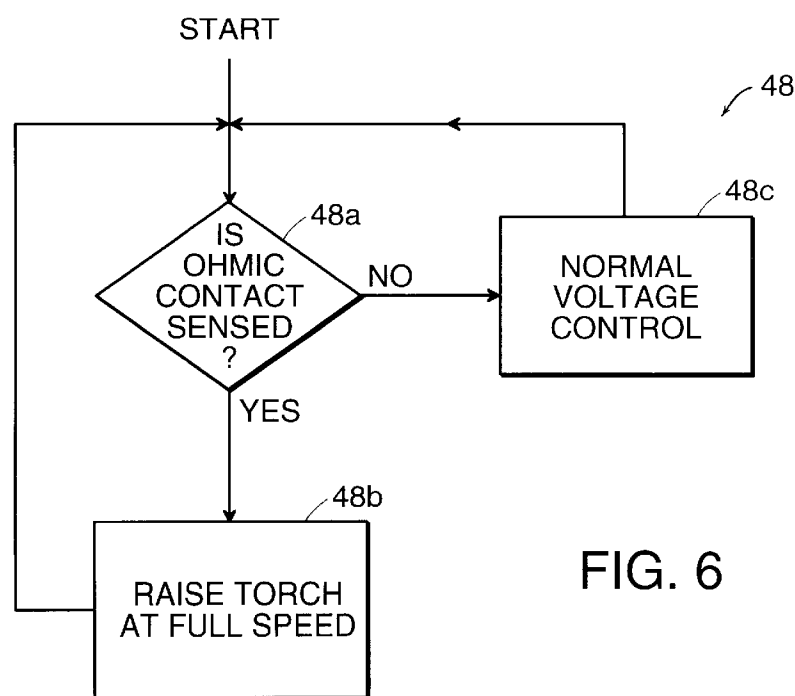 START
48
48a
48c
IS
OHMIC
CONTACT
SENSED
?
NO
NORMAL
VOLTAGE
CONTROL
YES
48b
RAISE TORCH
AT FULL SPEED
FIG. 6